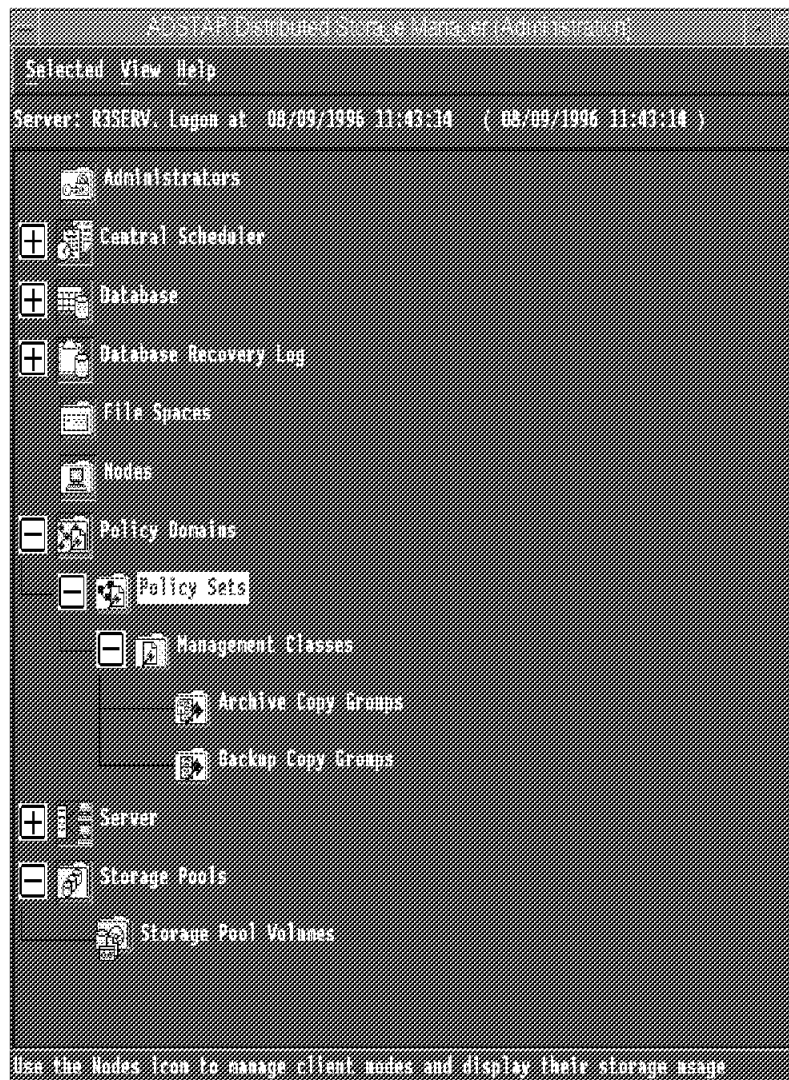 ADSTAR Distributed Storage Manager (Administration)
Selected View Help
Server: R3SERV, Logon at 08/09/1996 11:43:14 ( 08/09/1996 11:43:14 )
Administrators
Central Scheduler
Database
Database Recovery Log
File Spaces
Nodes
Policy Domains
Policy Sets
Management Classes
Archive Copy Groups
Backup Copy Groups
Server
Storage Pools
Storage Pool Volumes
Use the Nodes icon to manage client nodes and display their storage usage